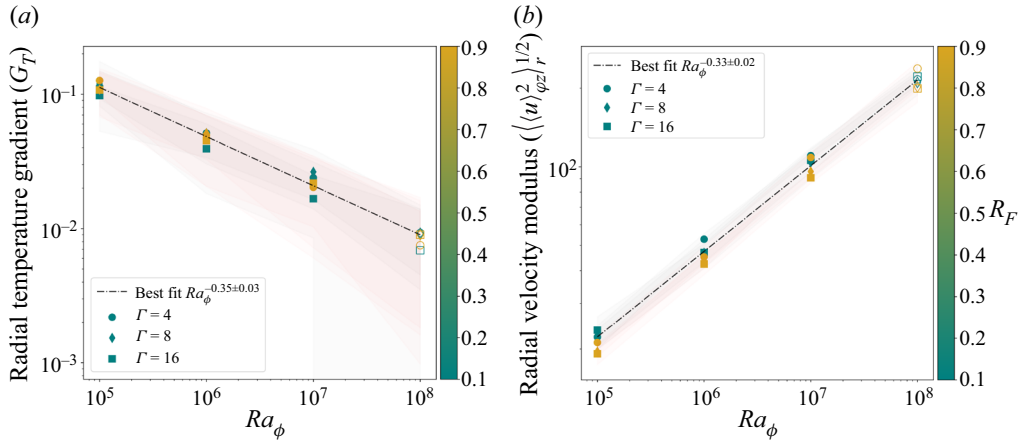 (a)
Radial temperature gradient (G_T)
10⁻¹
10⁻²
10⁻³
Best fit Ra_ϕ^−0.35±0.03
Γ = 4
Γ = 8
Γ = 16
10⁵ 10⁶ 10⁷ 10⁸
Ra_ϕ
0.9
0.8
0.7
0.6
0.5
0.4
0.3
0.2
0.1
(b)
Radial velocity modulus (⟨⟨u⟩²_φz⟩_r^1/2)
10²
Best fit Ra_ϕ^−0.33±0.02
Γ = 4
Γ = 8
Γ = 16
10⁵ 10⁶ 10⁷ 10⁸
Ra_ϕ
0.9
0.8
0.7
0.6
0.5
0.4
0.3
0.2
0.1
R_F